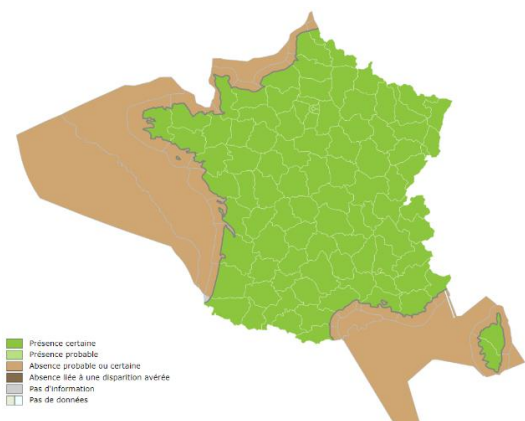 Présence certaine
Présence probable
Absence probable ou certaine
Absence liée à une disparition avérée
Pas d'information
Pas de données